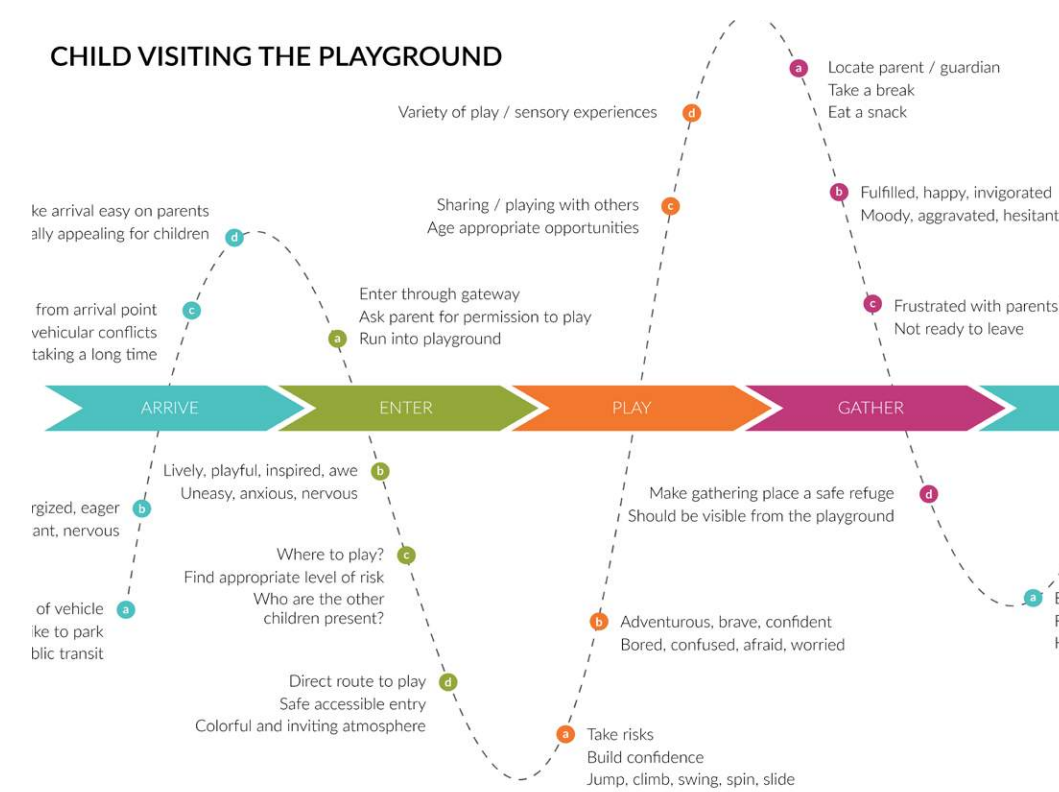 CHILD VISITING THE PLAYGROUND
a
Locate parent / guardian
Take a break
Eat a snack
Variety of play / sensory experiences
d
b
Fulfilled, happy, invigorated
Moody, aggravated, hesitant
Sharing / playing with others
Age appropriate opportunities
c
arrival easy on parents
appealing for children
d
from arrival point
vehicular conflicts
taking a long time
c
Enter through gateway
Ask parent for permission to play
Run into playground
a
c
Frustrated with parents
Not ready to leave
ARRIVE
ENTER
PLAY
GATHER
Lively, playful, inspired, awe
Uneasy, anxious, nervous
b
eager
nervous
b
Make gathering place a safe refuge
Should be visible from the playground
d
Where to play?
Find appropriate level of risk
Who are the other
children present?
c
of vehicle
to park
transit
a
b
Adventurous, brave, confident
Bored, confused, afraid, worried
a
Direct route to play
Safe accessible entry
Colorful and inviting atmosphere
d
a
Take risks
Build confidence
Jump, climb, swing, spin, slide